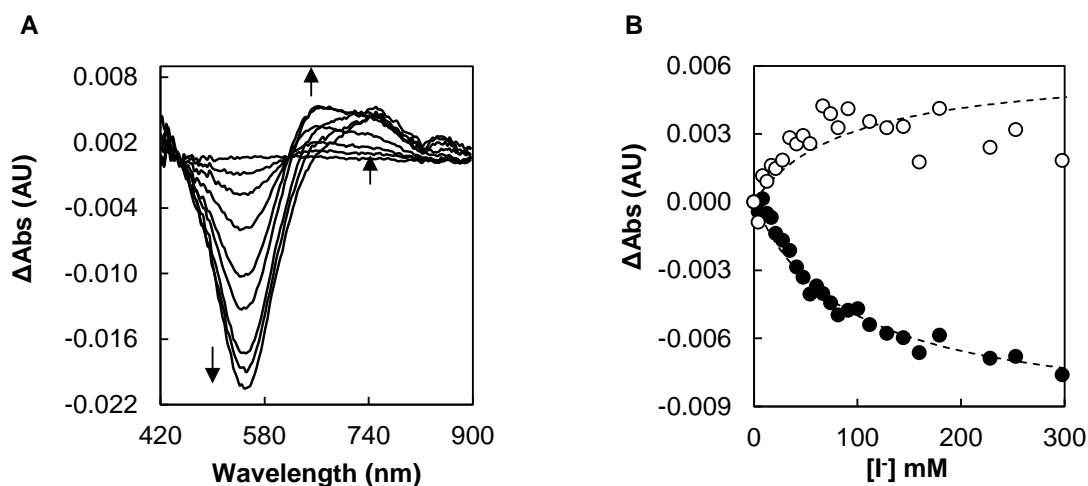 A
ΔAbs (AU)
0.008
0.002
-0.004
-0.010
-0.016
-0.022
420 580 740 900
Wavelength (nm)
B
ΔAbs (AU)
0.006
0.003
0.000
-0.003
-0.006
-0.009
0 100 200 300
[I-] mM